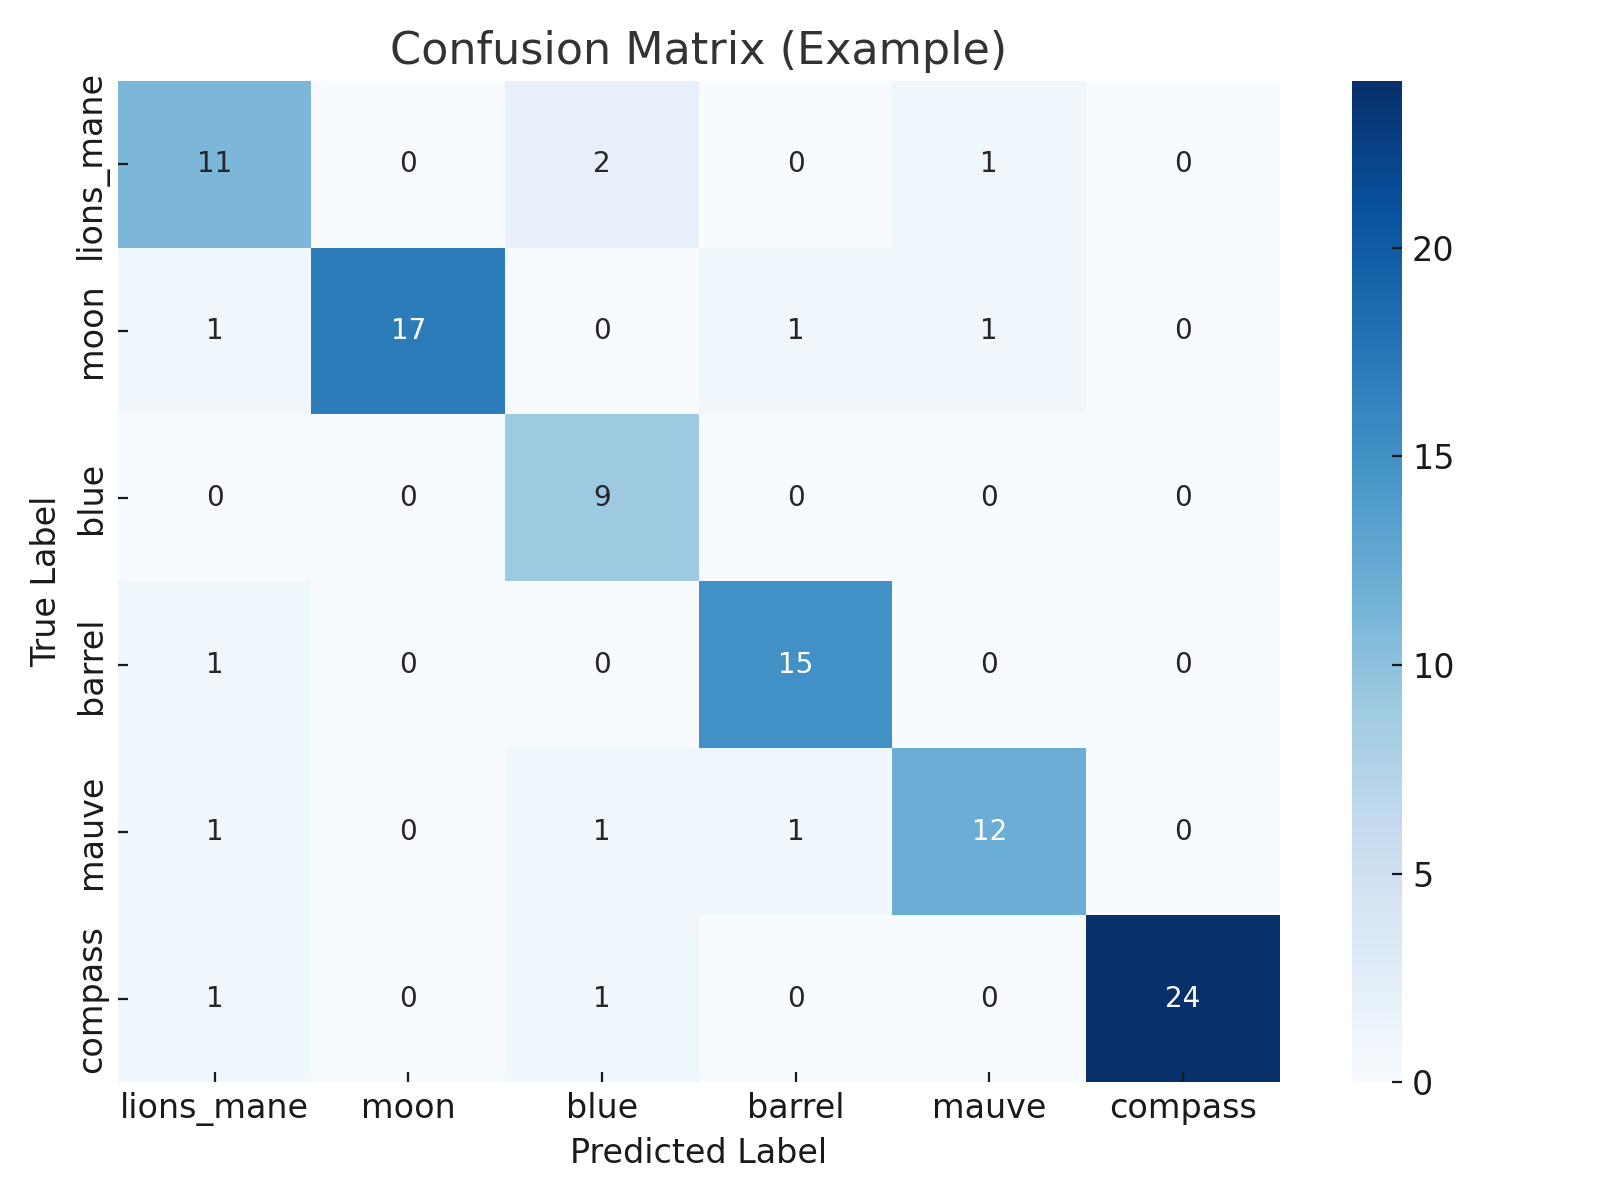 Confusion Matrix (Example)
True Label
lions_mane 11 0 2 0 1 0
moon 1 17 0 1 1 0
blue 0 0 9 0 0 0
barrel 1 0 0 15 0 0
mauve 1 0 1 1 12 0
compass 1 0 1 0 0 24
lions_mane moon blue barrel mauve compass
Predicted Label
20
15
10
5
0